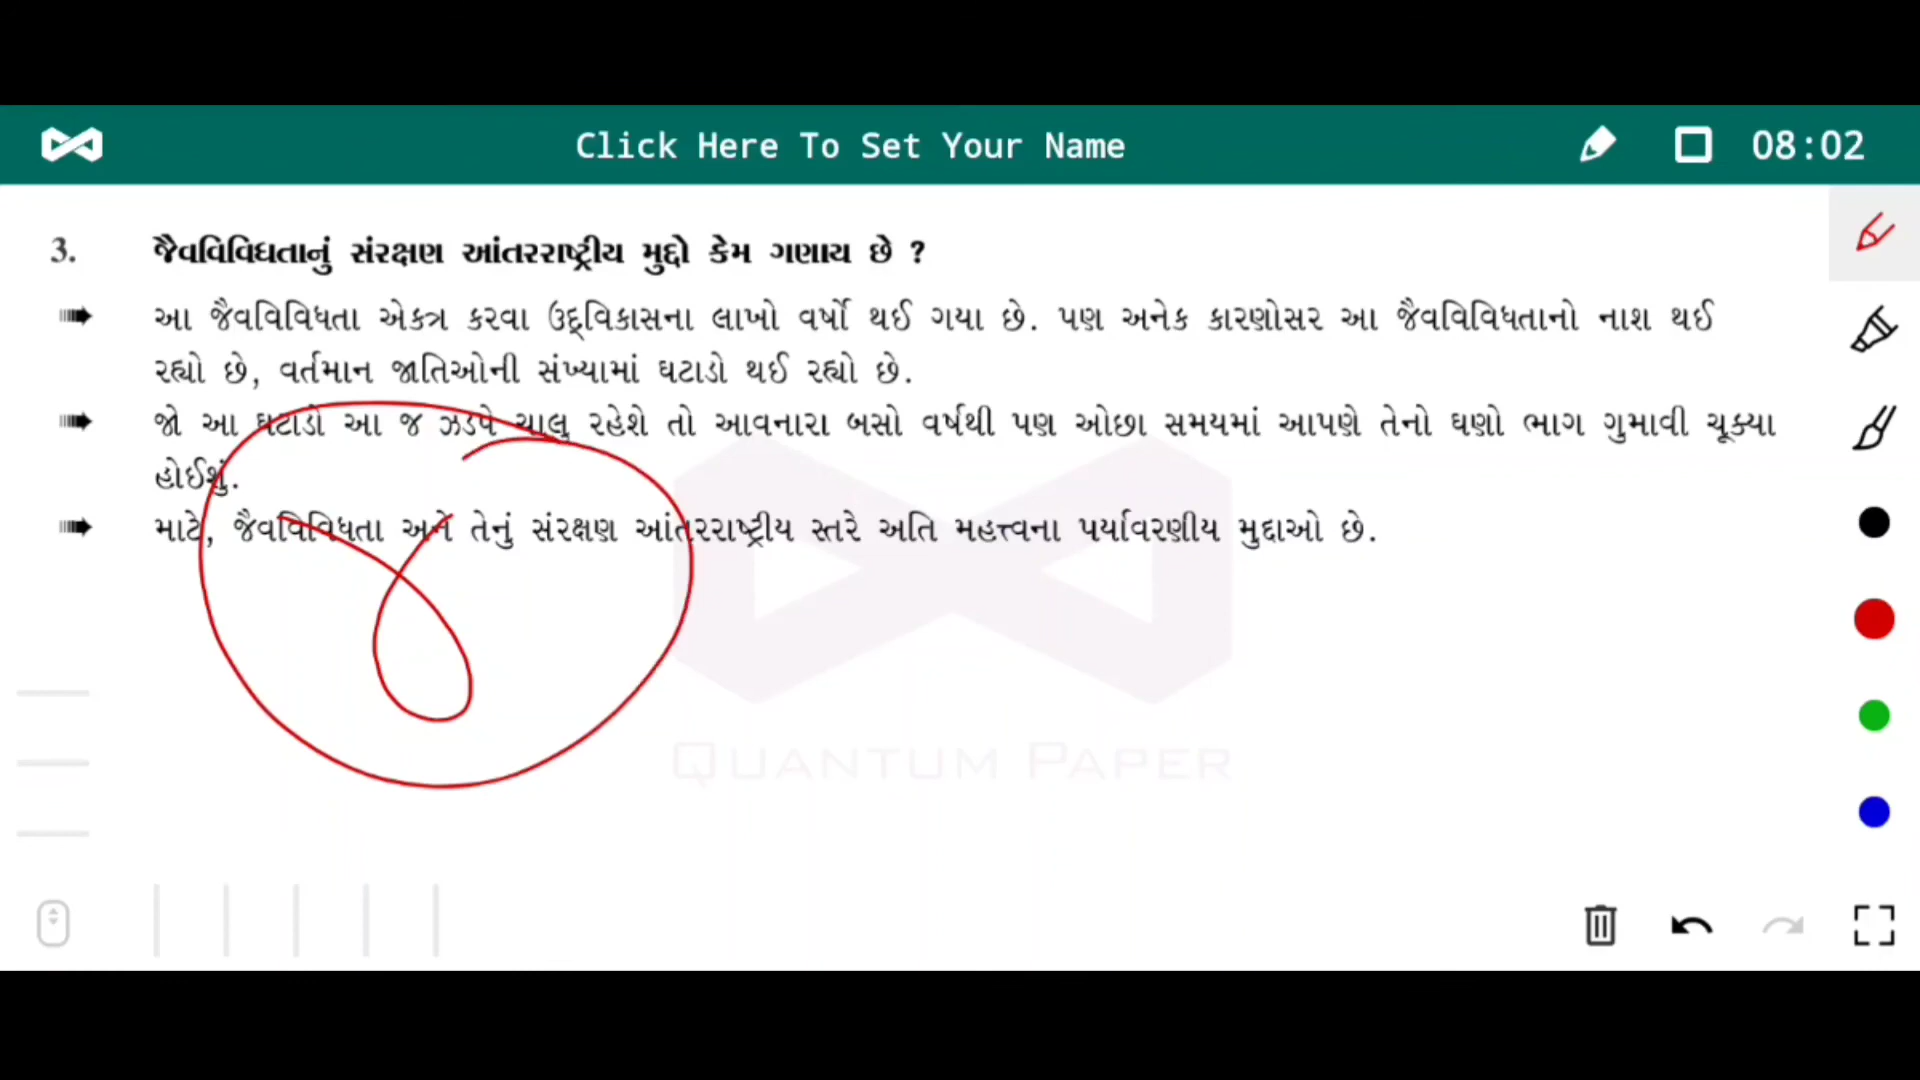 Click Here To Set Your Name
08:02
3. જૈવવિવિધતાનું સંરક્ષણ આંતરરાષ્ટ્રીય મુદ્દો કેમ ગણાય છે ?
આ જૈવવિવિધતા એકત્ર કરવા ઉદ્દ્વિકાસના લાખો વર્ષો થઈ ગયા છે. પણ અનેક કારણોસર આ જૈવવિવિધતાનો નાશ થઈ
રહ્યો છે, વર્તમાન જાતિઓની સંખ્યામાં ઘટાડો થઈ રહ્યો છે.
જો આ ઘટાડો આ જ ઝડપે ચાલુ રહેશે તો આવનારા બસો વર્ષથી પણ ઓછા સમયમાં આપણે તેનો ઘણો ભાગ ગુમાવી ચૂક્યા
હોઈશું.
માટે, જૈવવિવિધતા અને તેનું સંરક્ષણ આંતરરાષ્ટ્રીય સ્તરે અતિ મહત્ત્વના પર્યાવરણીય મુદ્દાઓ છે.
QUANTUM PAPER